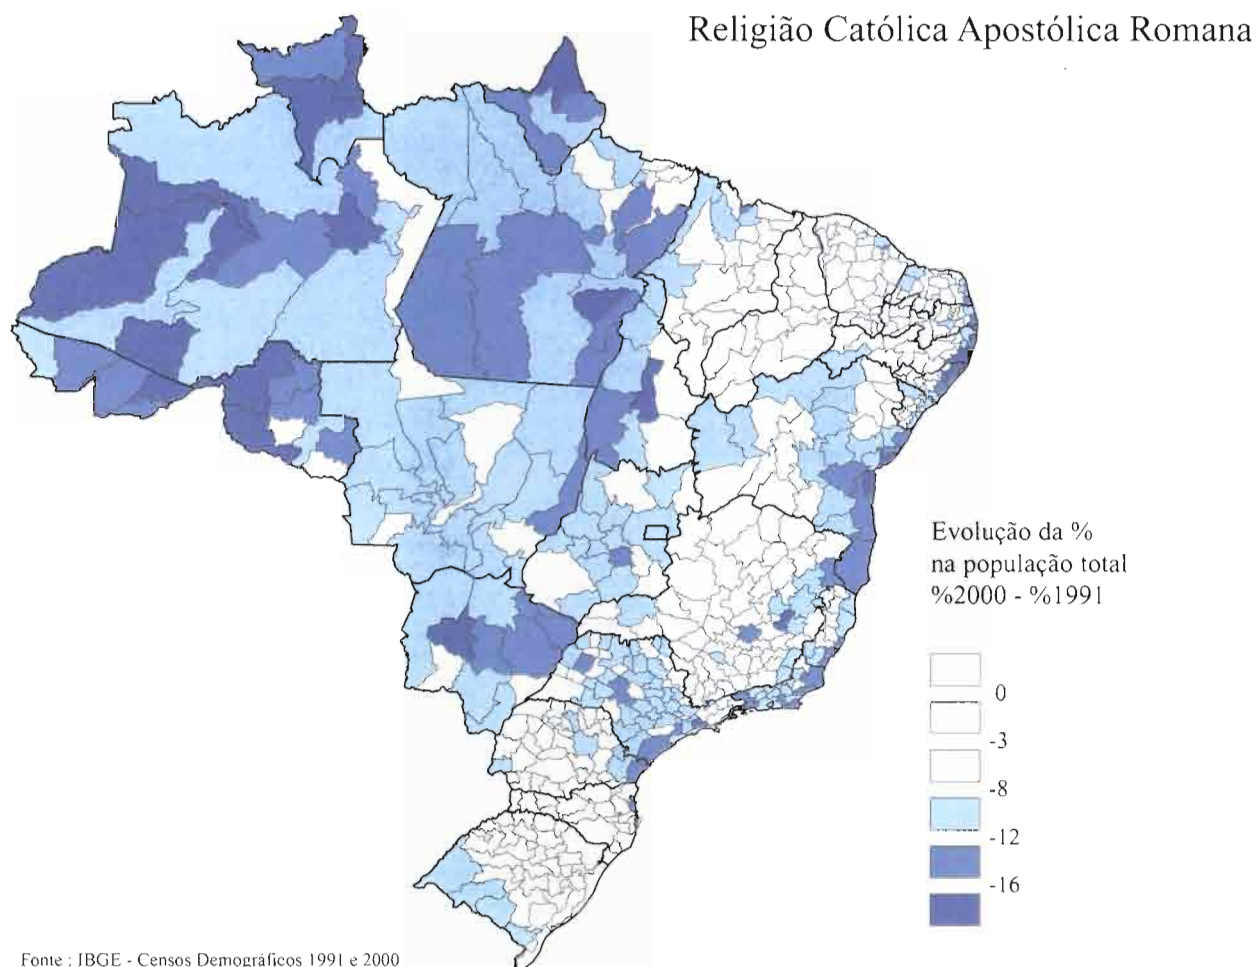 Religião Católica Apostólica Romana
Evolução da %
na população total
%2000 - %1991
0
-3
-8
-12
-16
Fonte : IBGE - Censos Demográficos 1991 e 2000